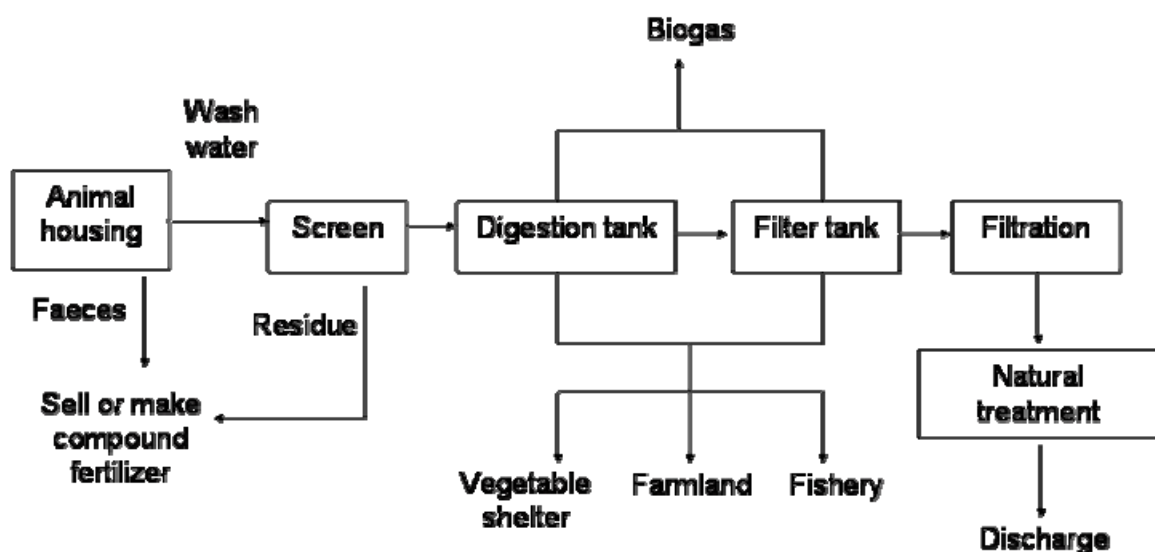 Biogas
Wash
water
Animal
housing
Screen
Digestion tank
Filter tank
Filtration
Faeces
Residue
Natural
treatment
Sell or make
compound
fertilizer
Vegetable
shelter
Farmland
Fishery
Discharge